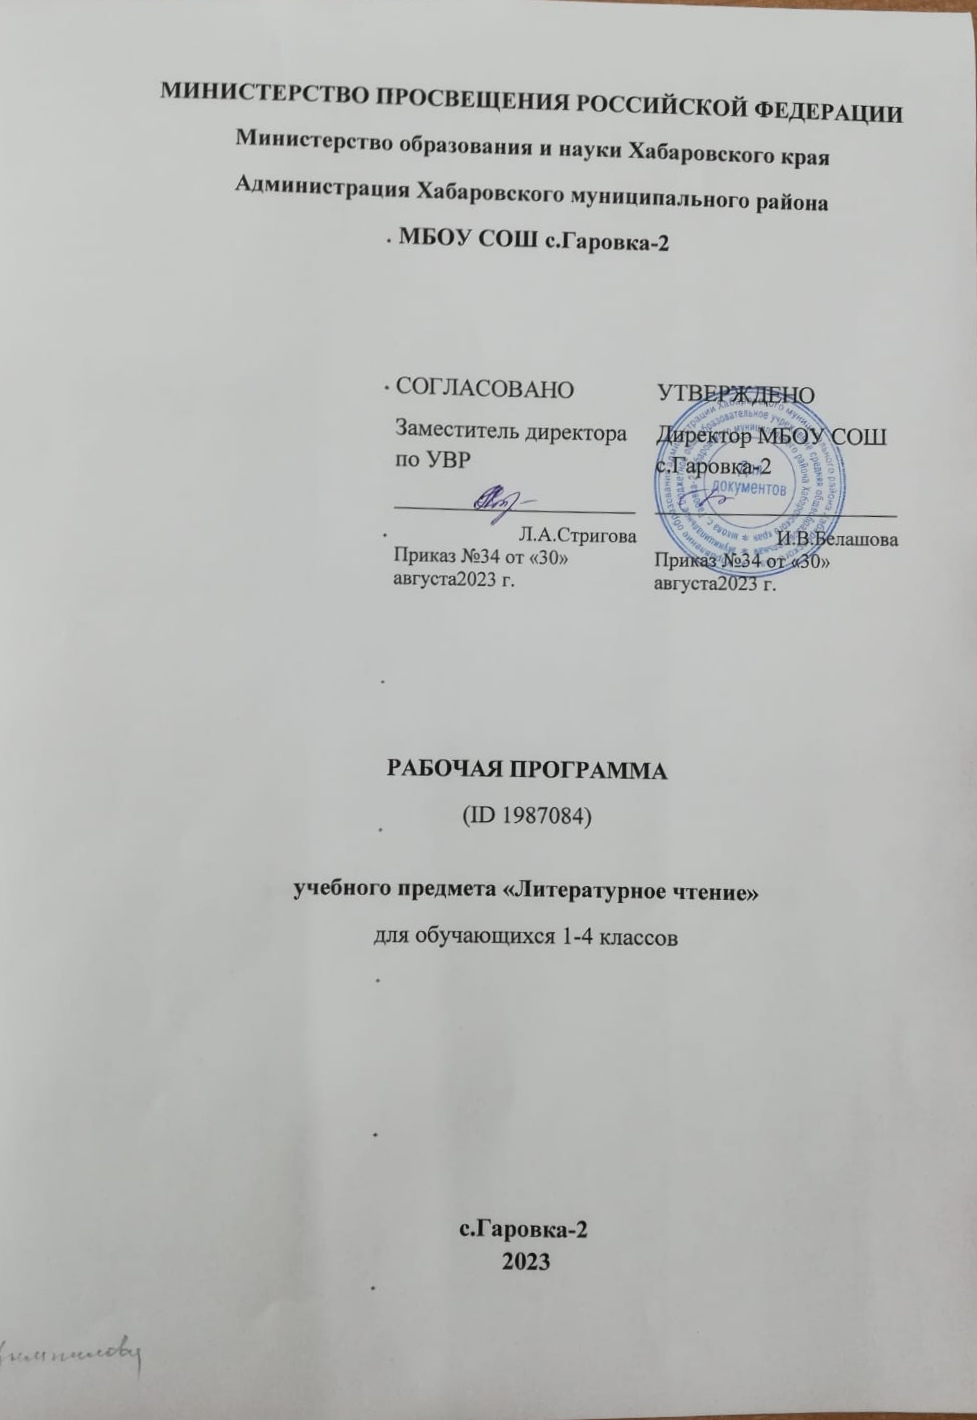 МИНИСТЕРСТВО ПРОСВЕЩЕНИЯ РОССИЙСКОЙ ФЕДЕРАЦИИ
Министерство образования и науки Хабаровского края
Администрация Хабаровского муниципального района
МБОУ СОШ с.Гаровка-2
СОГЛАСОВАНО
Заместитель директора
по УВР
Л.А.Стригова
Приказ №34 от «30»
августа2023 г.
УТВЕРЖДЕНО
Директор МБОУ СОШ
с.Гаровка-2
документов
И.В.Белашова
Приказ №34 от «30»
августа2023 г.
РАБОЧАЯ ПРОГРАММА
(ID 1987084)
учебного предмета «Литературное чтение»
для обучающихся 1-4 классов
с.Гаровка-2
2023